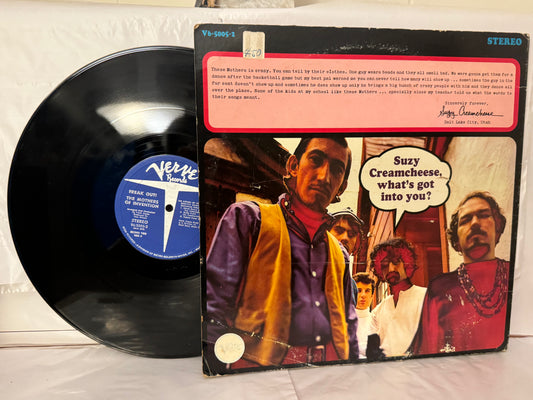 V6-5005-2
STEREO
These Mothers is crazy. You can tell by their clothes. One guy wears beads and they all smell bad. We were gonna get them for a
dance after the basketball game but my best pal warned me you can never tell how many will show up ... sometimes the guy in the
fur coat doesn't show up and sometimes he does show up only he brings a big bunch of crazy people with him and they dance all
over the place. None of the kids at my school like these Mothers ... specially since my teacher told us what the words to
their songs meant.
Sincerely forever,
Suzy Creamcheese
Salt Lake City, Utah
Suzy
Creamcheese,
what's got
into you?
Verve
Records
FREAK OUT!
THE MOTHERS
OF INVENTION
STEREO